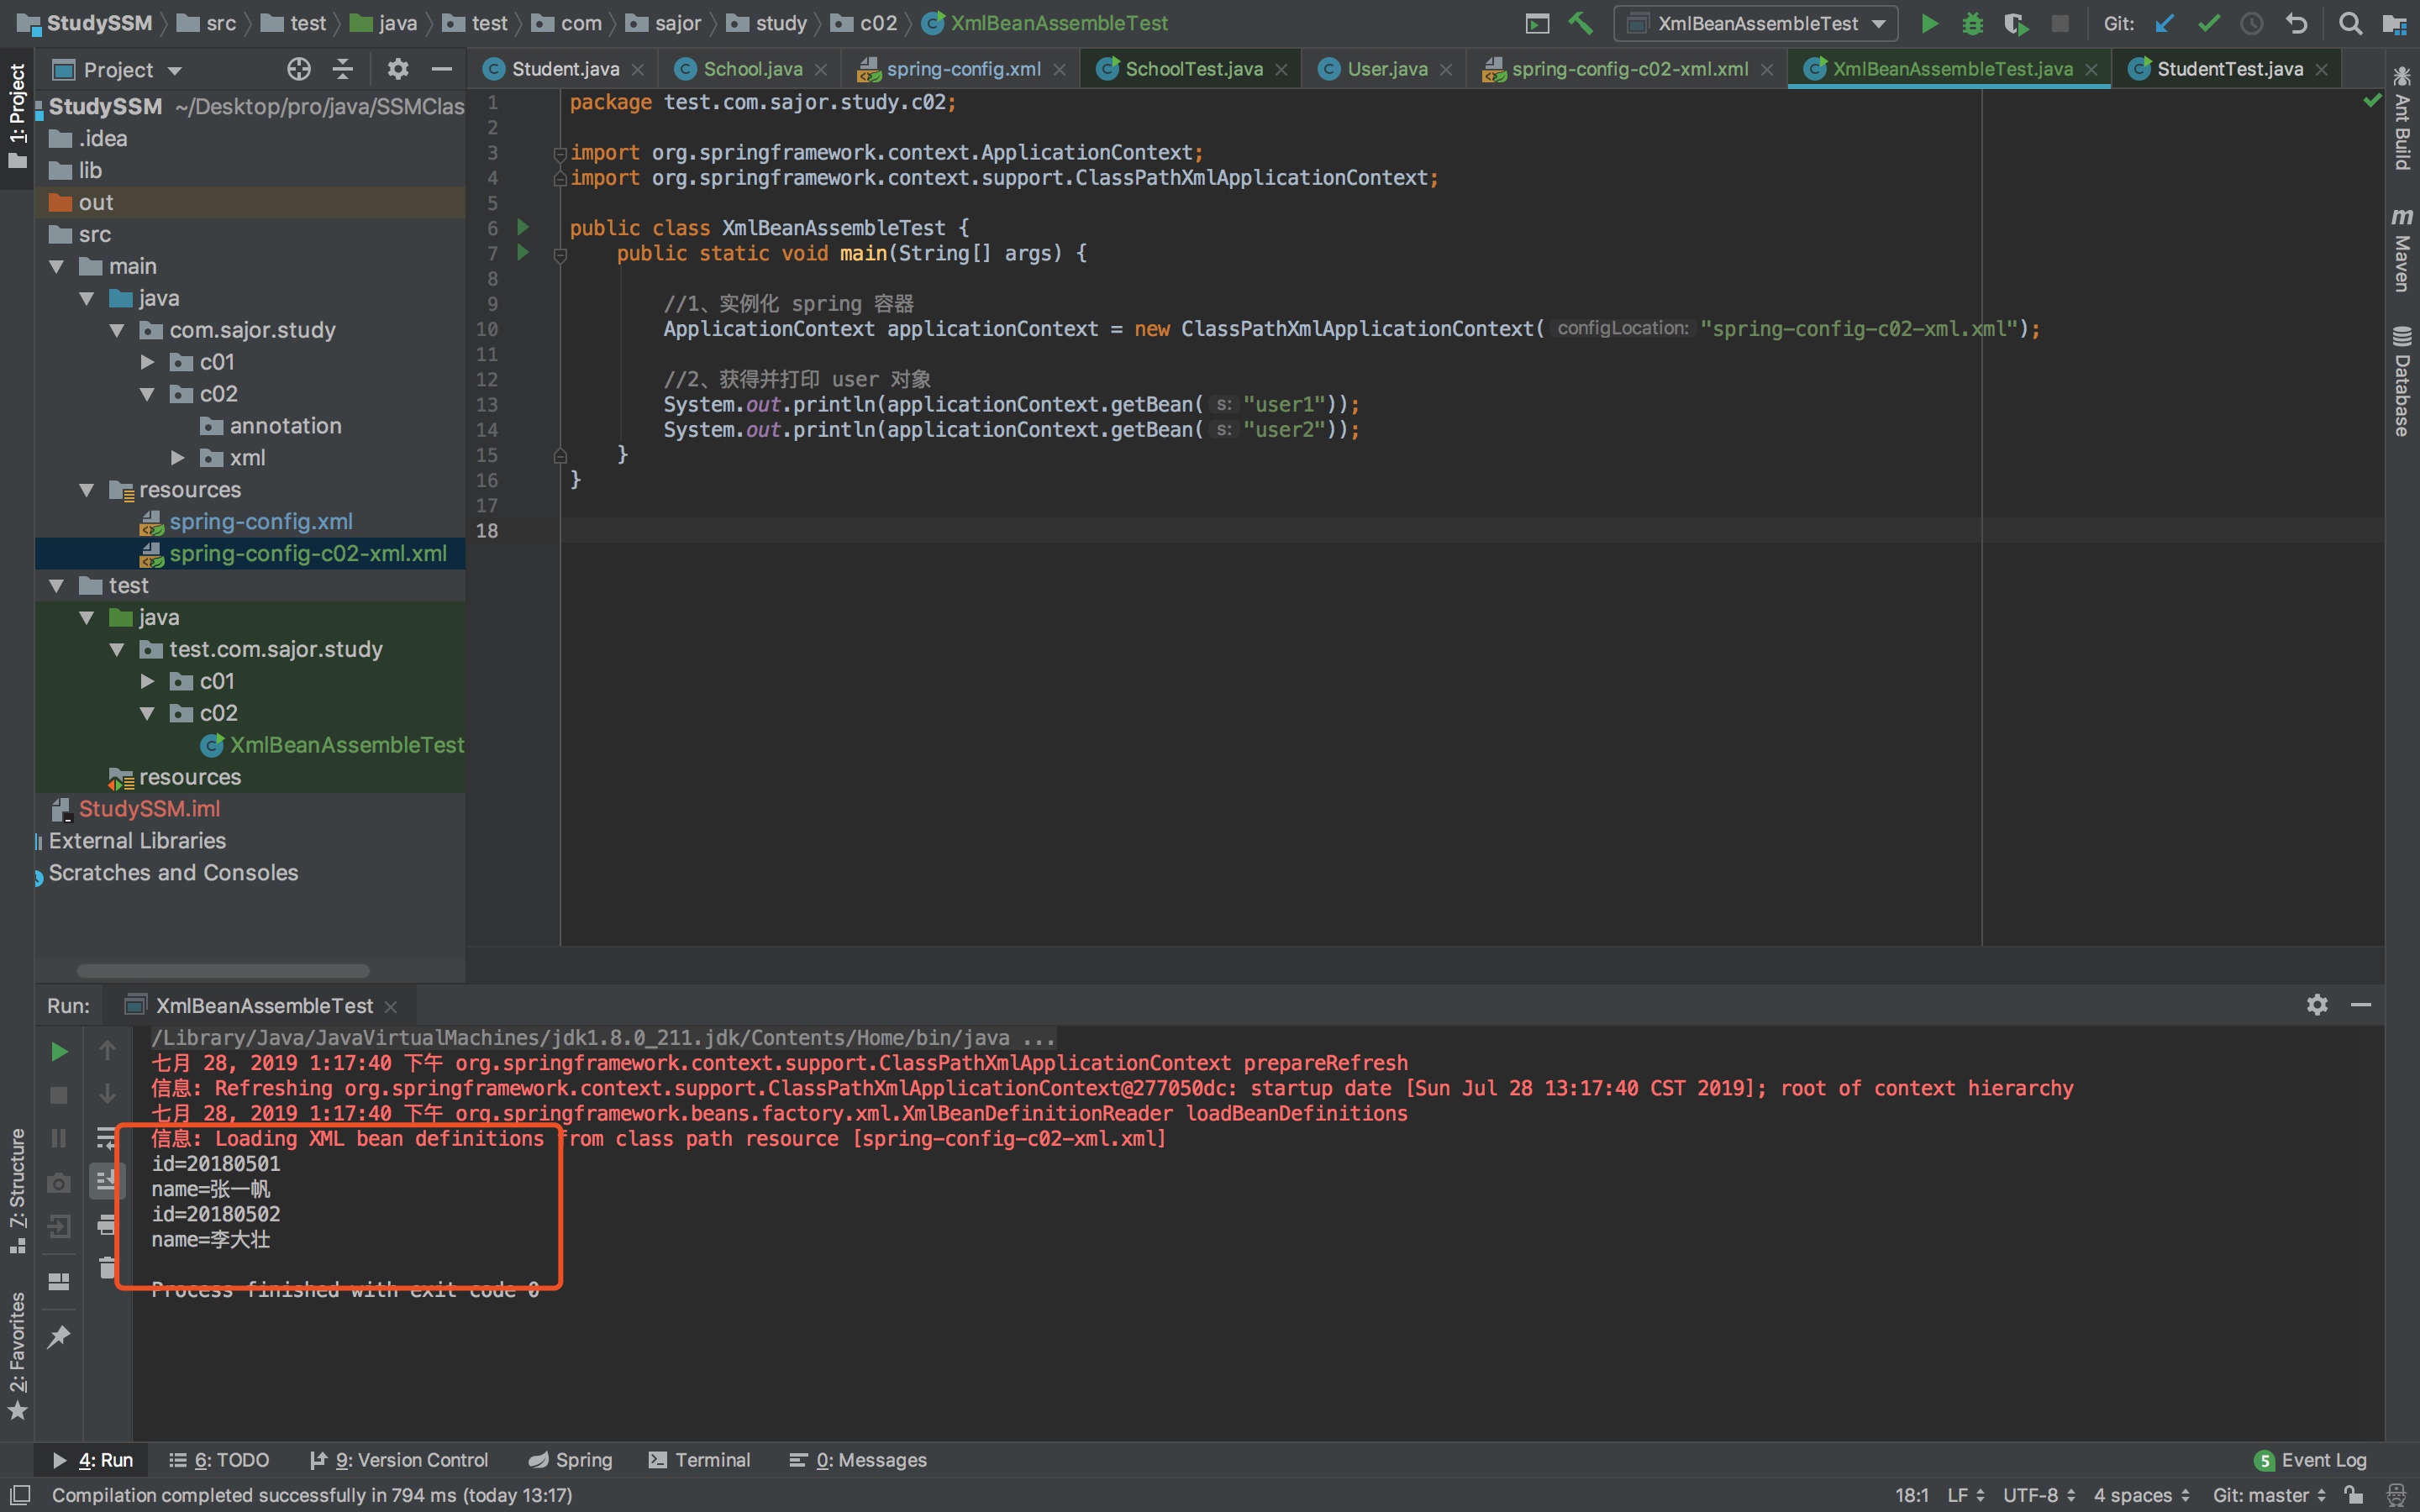 StudySSM src test java test com sajor study c02 XmlBeanAssembleTest
XmlBeanAssembleTest
Git:
1: Project
Project
Student.java
School.java
spring-config.xml
SchoolTest.java
User.java
spring-config-c02-xml.xml
XmlBeanAssembleTest.java
StudentTest.java
StudySSM ~/Desktop/pro/java/SSMClas
.idea
lib
out
src
main
java
com.sajor.study
c01
c02
annotation
xml
resources
spring-config.xml
spring-config-c02-xml.xml
test
java
test.com.sajor.study
c01
c02
XmlBeanAssembleTest
resources
StudySSM.iml
External Libraries
Scratches and Consoles
1 package test.com.sajor.study.c02;
2
3 import org.springframework.context.ApplicationContext;
4 import org.springframework.context.support.ClassPathXmlApplicationContext;
5
6 public class XmlBeanAssembleTest {
7 public static void main(String[] args) {
8
9 //1、实例化 spring 容器
10 ApplicationContext applicationContext = new ClassPathXmlApplicationContext( configLocation: "spring-config-c02-xml.xml");
11
12 //2、获得并打印 user 对象
13 System.out.println(applicationContext.getBean( s: "user1"));
14 System.out.println(applicationContext.getBean( s: "user2"));
15 }
16 }
17
18
Ant Build
m Maven
Database
Run: XmlBeanAssembleTest
/Library/Java/JavaVirtualMachines/jdk1.8.0_211.jdk/Contents/Home/bin/java ...
七月 28, 2019 1:17:40 下午 org.springframework.context.support.ClassPathXmlApplicationContext prepareRefresh
信息: Refreshing org.springframework.context.support.ClassPathXmlApplicationContext@277050dc: startup date [Sun Jul 28 13:17:40 CST 2019]; root of context hierarchy
七月 28, 2019 1:17:40 下午 org.springframework.beans.factory.xml.XmlBeanDefinitionReader loadBeanDefinitions
信息: Loading XML bean definitions from class path resource [spring-config-c02-xml.xml]
id=20180501
name=张一帆
id=20180502
name=李大壮
Process finished with exit code 0
7: Structure
2: Favorites
4: Run
6: TODO
9: Version Control
Spring
Terminal
0: Messages
5 Event Log
Compilation completed successfully in 794 ms (today 13:17)
18:1 LF UTF-8 4 spaces Git: master